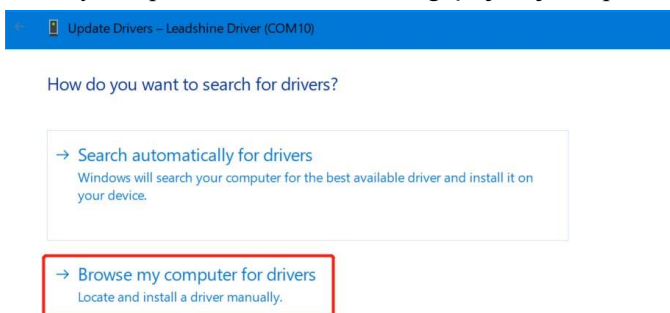 Update Drivers – Leadshine Driver (COM10)
How do you want to search for drivers?
→ Search automatically for drivers
Windows will search your computer for the best available driver and install it on
your device.
→ Browse my computer for drivers
Locate and install a driver manually.